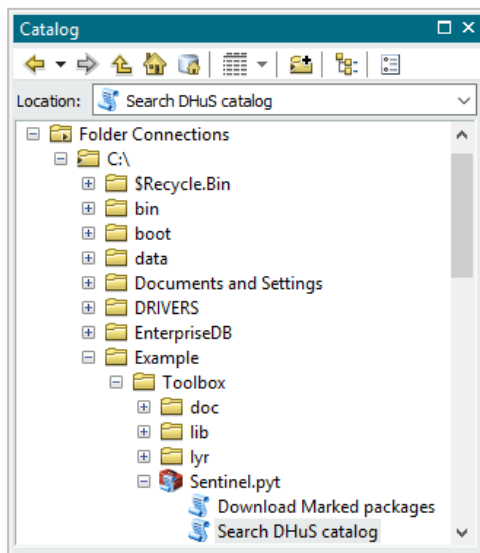 Catalog
Location: Search DHuS catalog
Folder Connections
C:\
$Recycle.Bin
bin
boot
data
Documents and Settings
DRIVERS
EnterpriseDB
Example
Toolbox
doc
lib
lyr
Sentinel.pyt
Download Marked packages
Search DHuS catalog